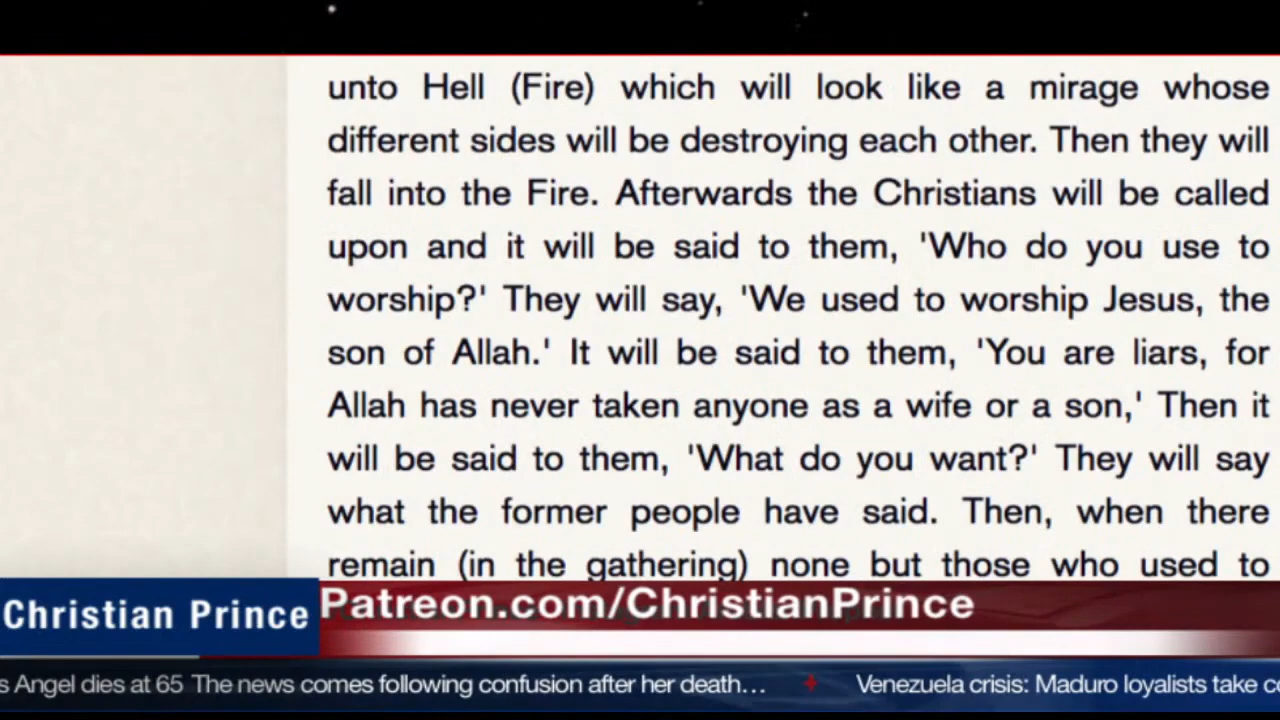 unto Hell (Fire) which will look like a mirage whose
different sides will be destroying each other. Then they will
fall into the Fire. Afterwards the Christians will be called
upon and it will be said to them, 'Who do you use to
worship?' They will say, 'We used to worship Jesus, the
son of Allah.' It will be said to them, 'You are liars, for
Allah has never taken anyone as a wife or a son,' Then it
will be said to them, 'What do you want?' They will say
what the former people have said. Then, when there
remain (in the gathering) none but those who used to
Christian Prince
Patreon.com/ChristianPrince
s Angel dies at 65 The news comes following confusion after her death… Venezuela crisis: Maduro loyalists take